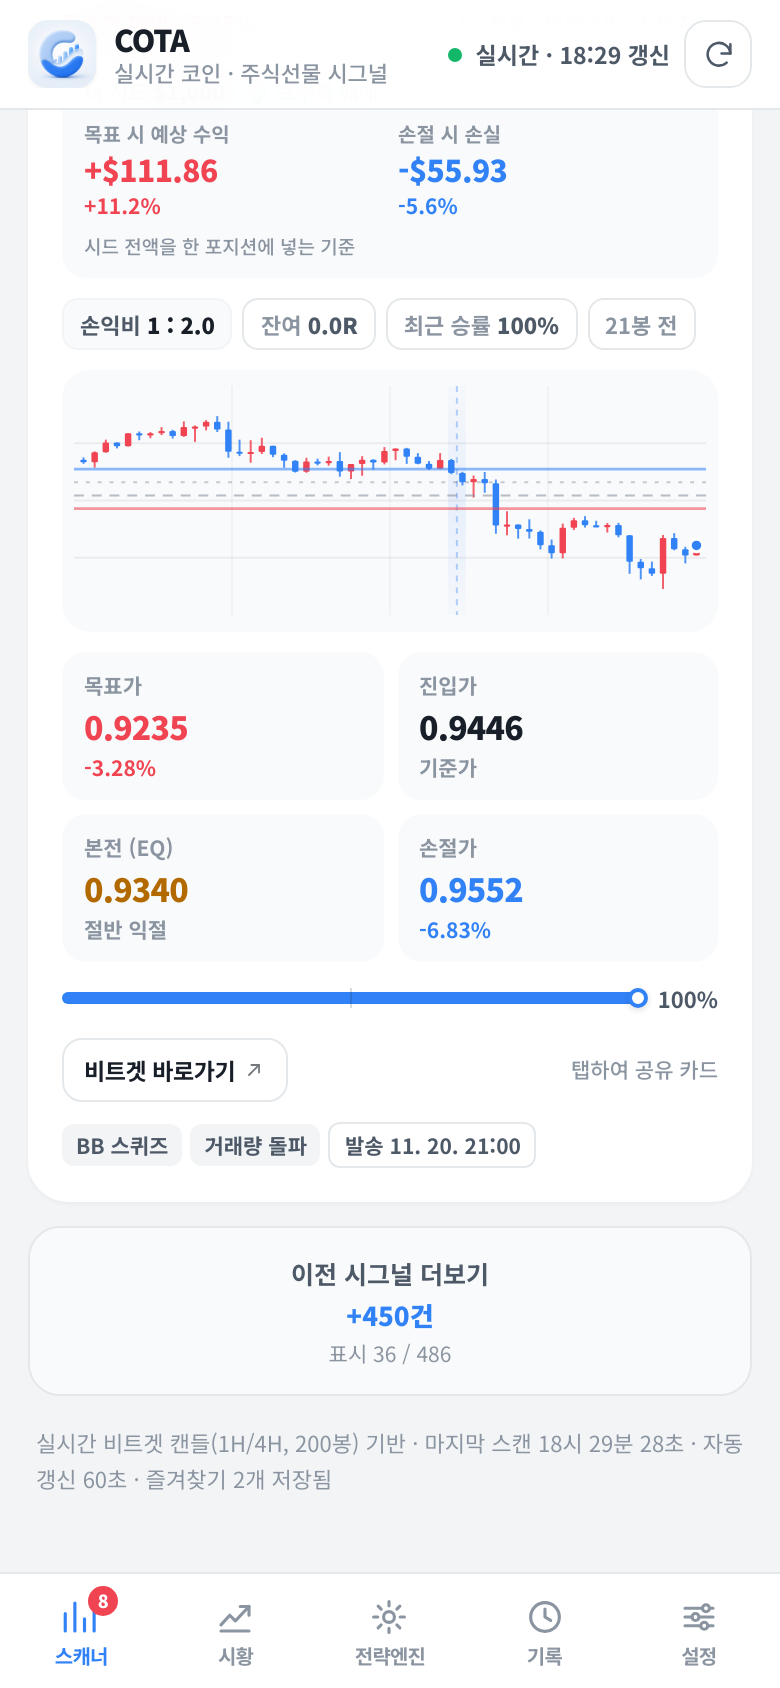 COTA
실시간 코인 · 주식선물 시그널
실시간 · 18:29 갱신
목표 시 예상 수익
+$111.86
+11.2%
손절 시 손실
-$55.93
-5.6%
시드 전액을 한 포지션에 넣는 기준
손익비 1 : 2.0
잔여 0.0R
최근 승률 100%
21봉 전
목표가
0.9235
-3.28%
진입가
0.9446
기준가
본전 (EQ)
0.9340
절반 익절
손절가
0.9552
-6.83%
100%
비트겟 바로가기
탭하여 공유 카드
BB 스퀴즈
거래량 돌파
발송 11. 20. 21:00
이전 시그널 더보기
+450건
표시 36 / 486
실시간 비트겟 캔들(1H/4H, 200봉) 기반 · 마지막 스캔 18시 29분 28초 · 자동
갱신 60초 · 즐겨찾기 2개 저장됨
8
스캐너
시황
전략엔진
기록
설정